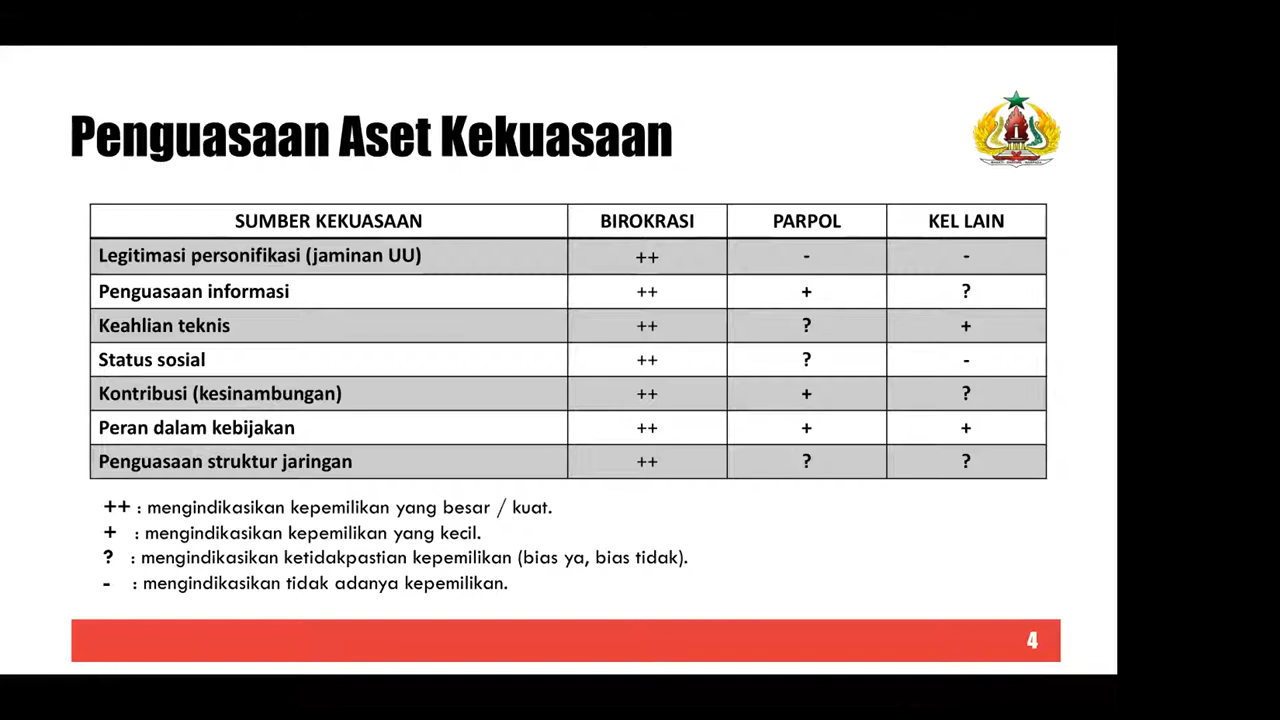 Penguasaan Aset Kekuasaan
SUMBER KEKUASAAN BIROKRASI PARPOL KEL LAIN
Legitimasi personifikasi (jaminan UU) ++ - -
Penguasaan informasi ++ + ?
Keahlian teknis ++ ? +
Status sosial ++ ? -
Kontribusi (kesinambungan) ++ + ?
Peran dalam kebijakan ++ + +
Penguasaan struktur jaringan ++ ? ?
++ : mengindikasikan kepemilikan yang besar / kuat.
+ : mengindikasikan kepemilikan yang kecil.
? : mengindikasikan ketidakpastian kepemilikan (bias ya, bias tidak).
- : mengindikasikan tidak adanya kepemilikan.
4